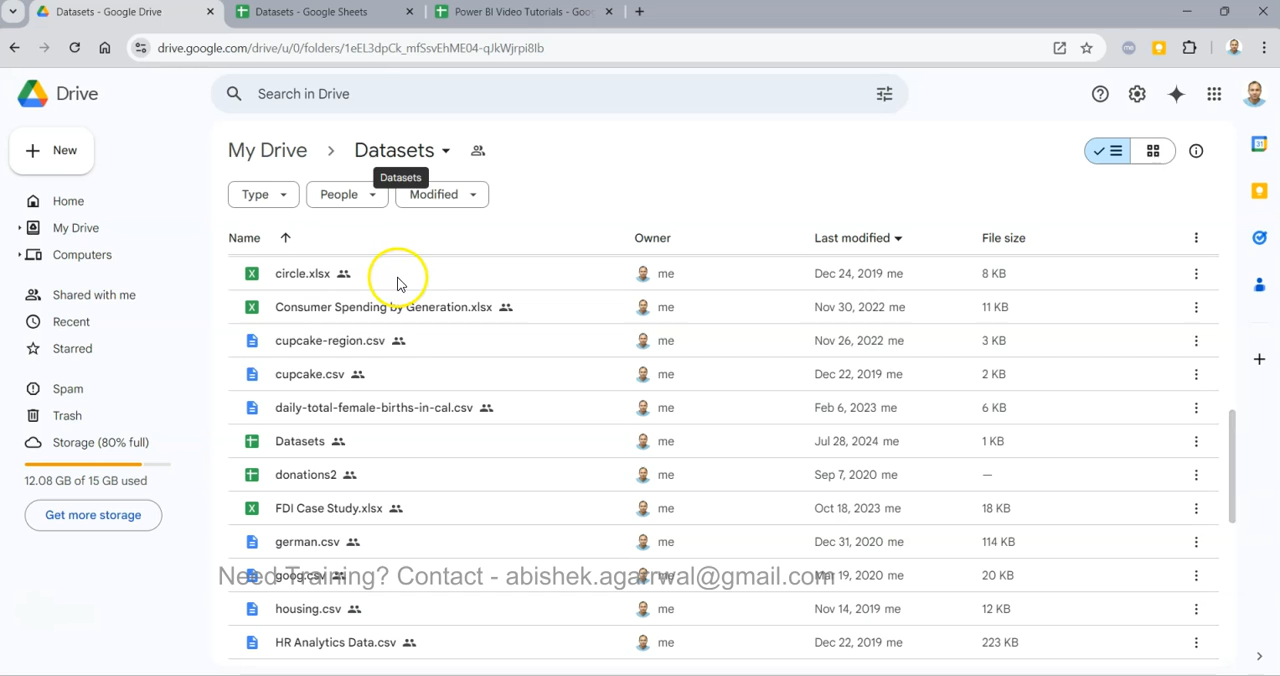 Datasets - Google Drive
Datasets - Google Sheets
Power BI Video Tutorials - Goo
drive.google.com/drive/u/0/folders/1eEL3dpCk_mfSsvEhME04-qJkWjrpi8Ib
Drive
Search in Drive
New
My Drive
Datasets
Datasets
Type
People
Modified
Home
My Drive
Computers
Shared with me
Recent
Starred
Spam
Trash
Storage (80% full)
12.08 GB of 15 GB used
Get more storage
Name Owner Last modified File size
circle.xlsx me Dec 24, 2019 me 8 KB
Consumer Spending by Generation.xlsx me Nov 30, 2022 me 11 KB
cupcake-region.csv me Nov 26, 2022 me 3 KB
cupcake.csv me Dec 22, 2019 me 2 KB
daily-total-female-births-in-cal.csv me Feb 6, 2023 me 6 KB
Datasets me Jul 28, 2024 me 1 KB
donations2 me Sep 7, 2020 me —
FDI Case Study.xlsx me Oct 18, 2023 me 18 KB
german.csv me Dec 31, 2020 me 114 KB
goog.csv me Mar 19, 2020 me 20 KB
Need Training? Contact - abishek.agarrwal@gmail.com
housing.csv me Nov 14, 2019 me 12 KB
HR Analytics Data.csv me Dec 22, 2019 me 223 KB